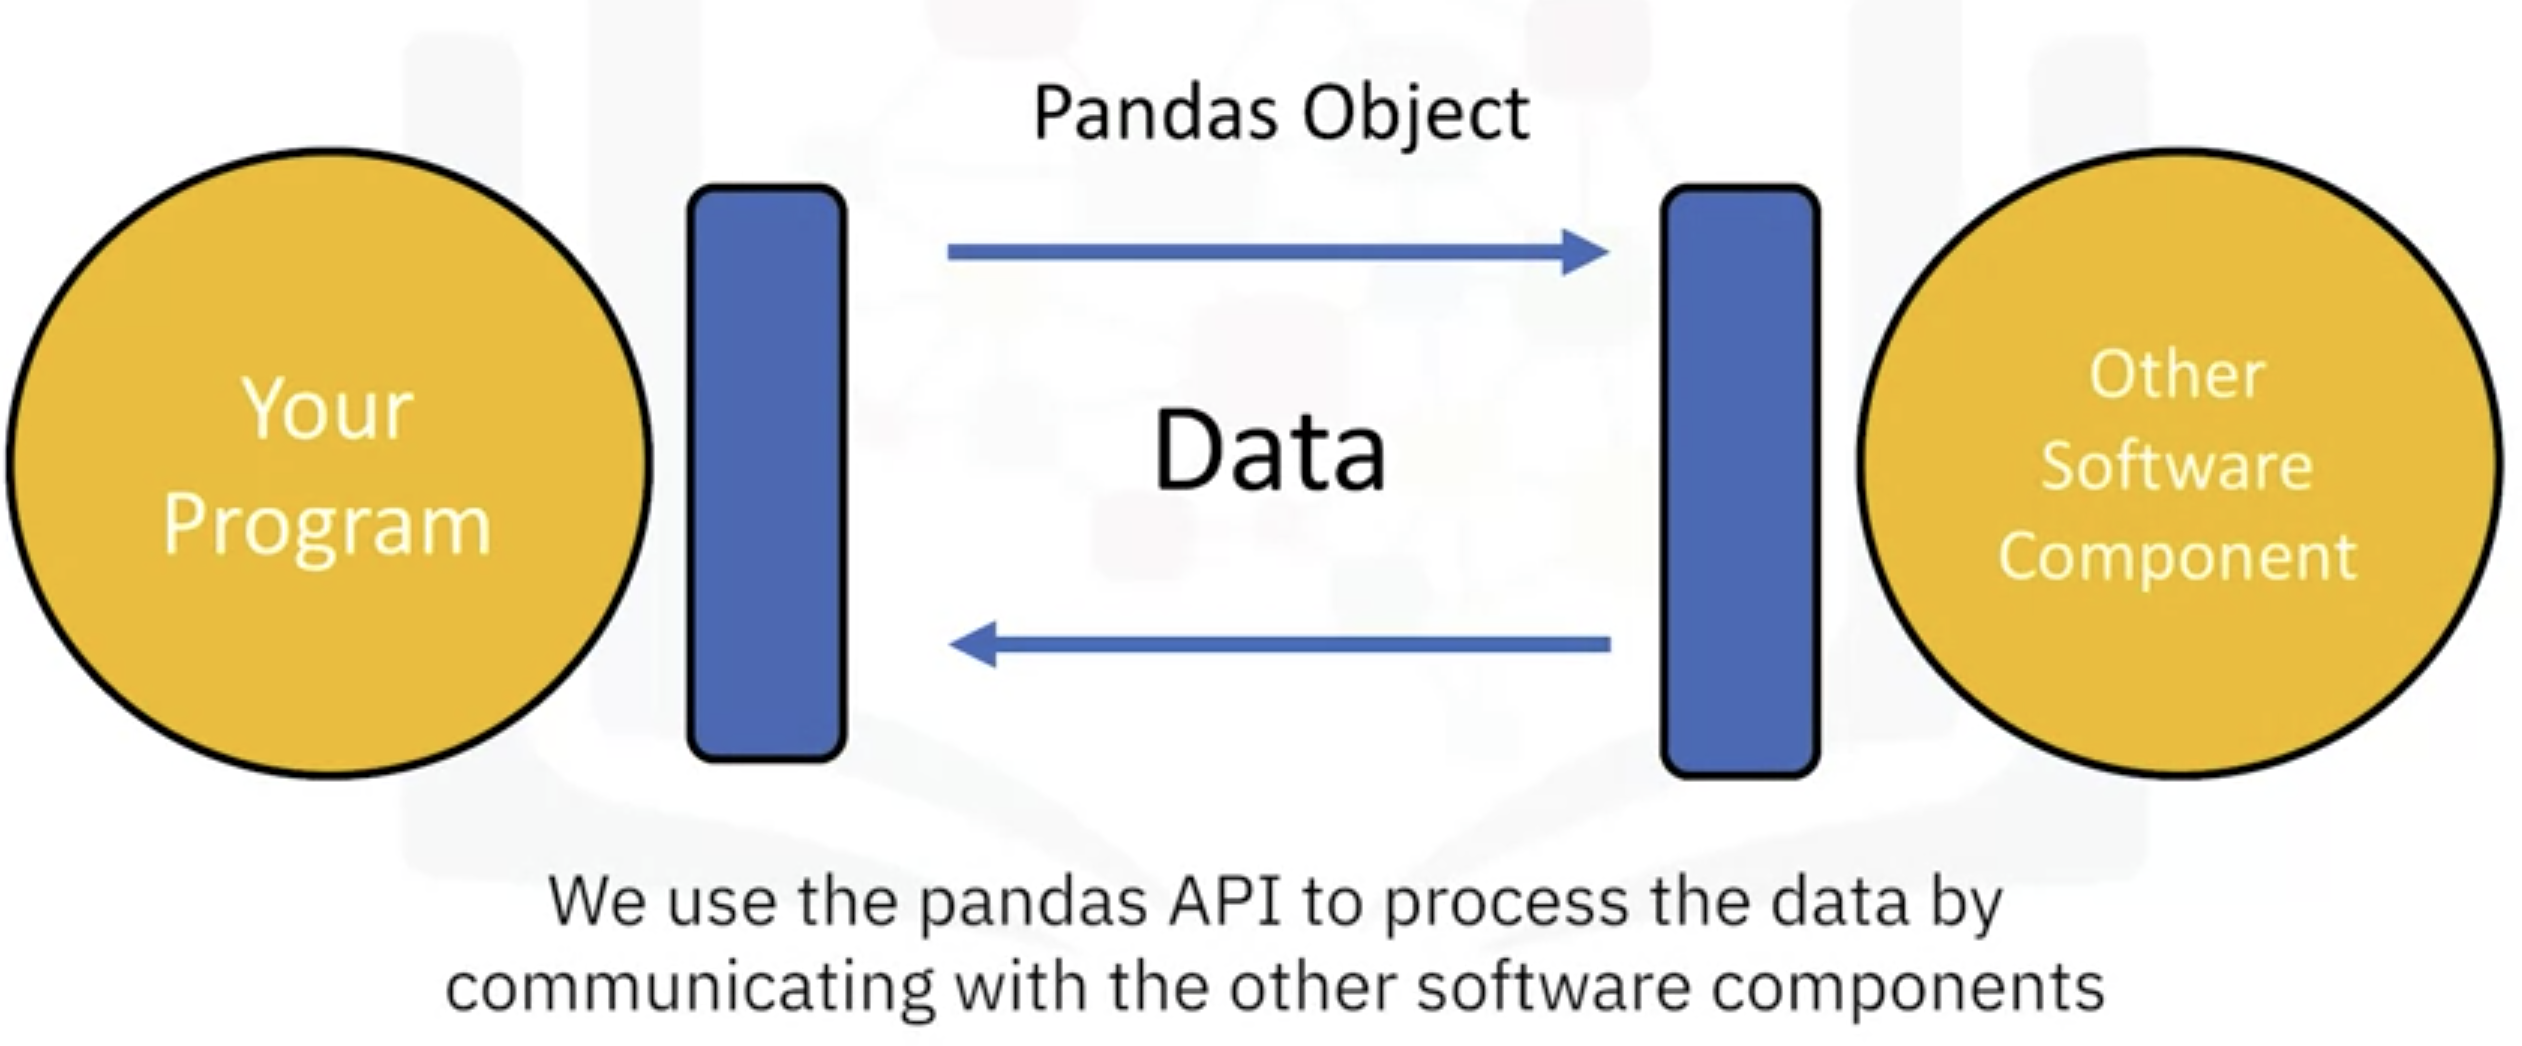 Pandas Object
Your
Program
Data
Other
Software
Component
We use the pandas API to process the data by
communicating with the other software components